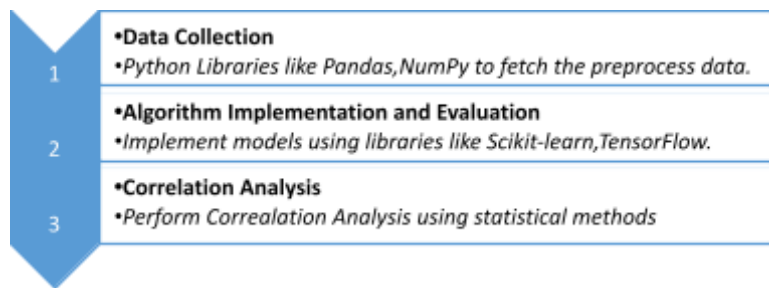 1
•Data Collection
•Python Libraries like Pandas,NumPy to fetch the preprocess data.
2
•Algorithm Implementation and Evaluation
•Implement models using libraries like Scikit-learn,TensorFlow.
3
•Correlation Analysis
•Perform Correalation Analysis using statistical methods